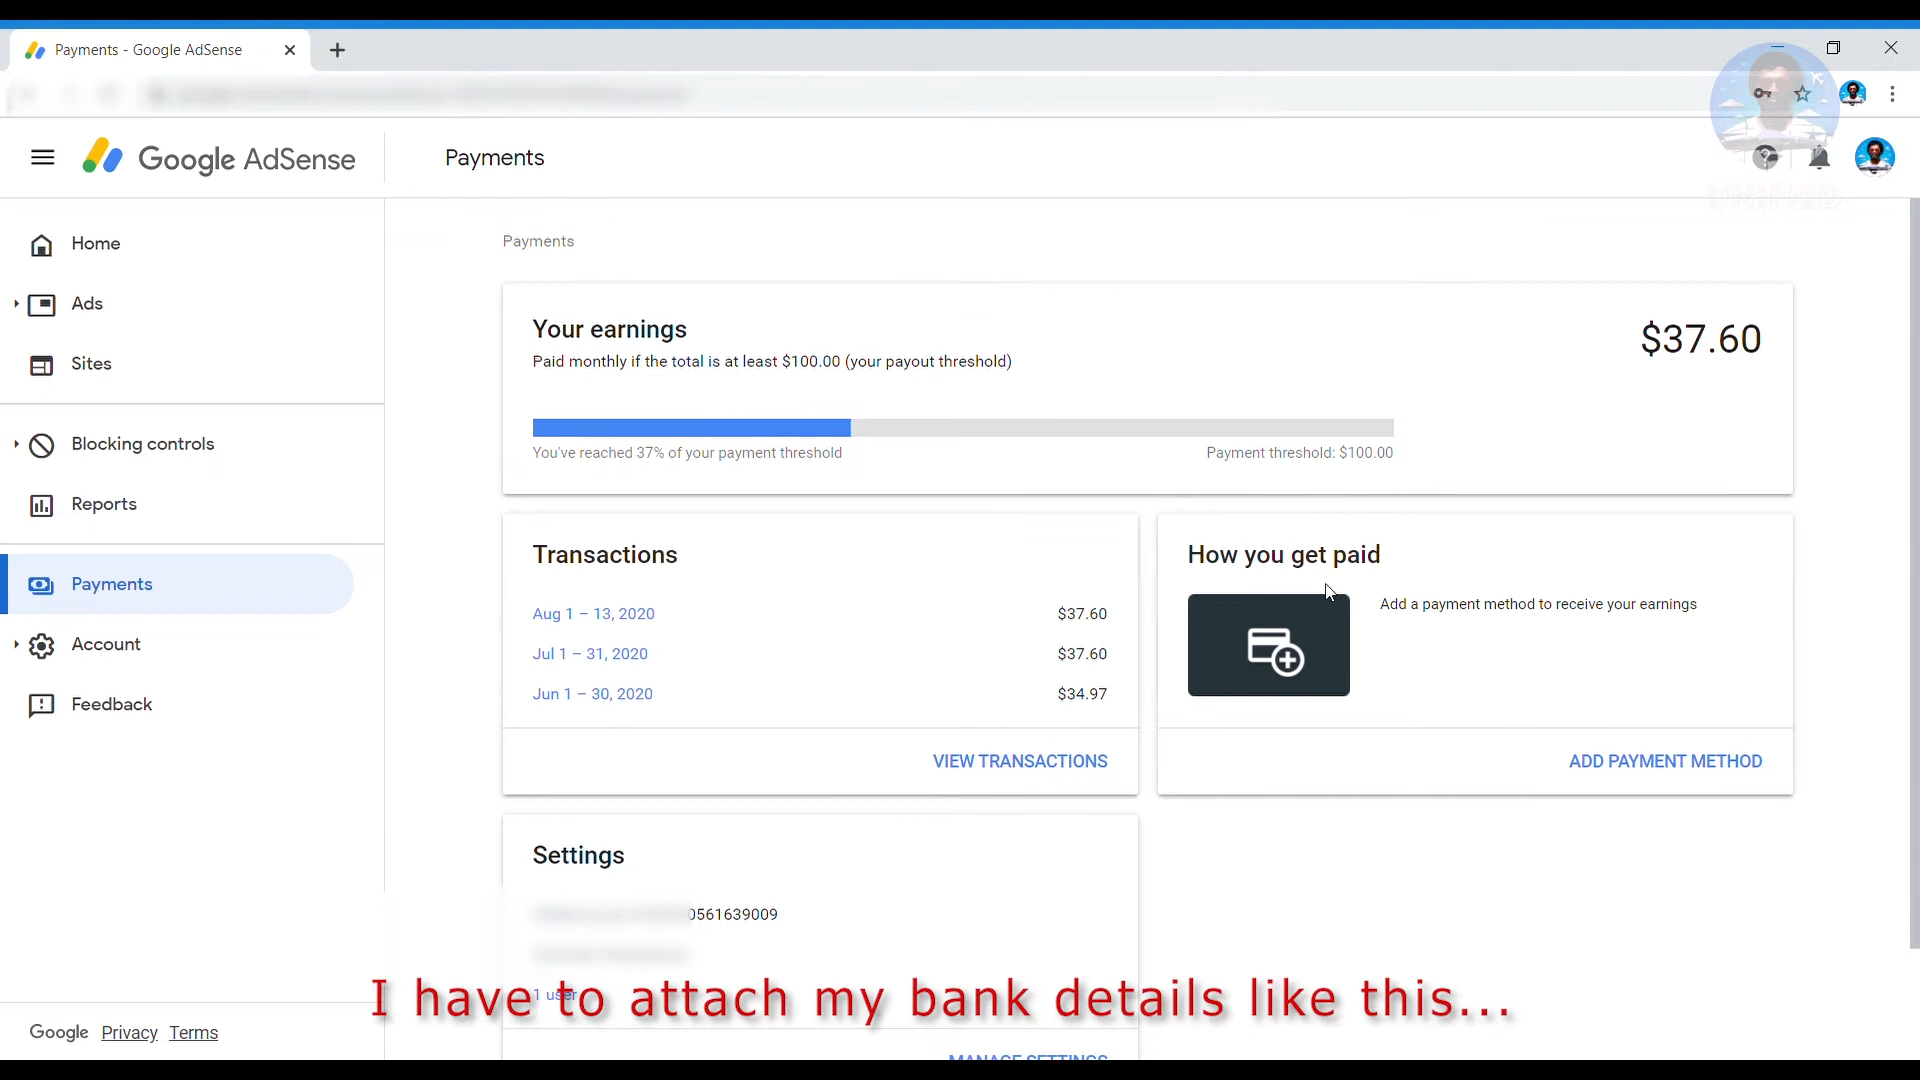 Payments - Google AdSense
Google AdSense
Payments
Home
Ads
Sites
Blocking controls
Reports
Payments
Account
Feedback
Google Privacy Terms
Payments
Your earnings
$37.60
Paid monthly if the total is at least $100.00 (your payout threshold)
You've reached 37% of your payment threshold
Payment threshold: $100.00
Transactions
Aug 1 – 13, 2020 $37.60
Jul 1 – 31, 2020 $37.60
Jun 1 – 30, 2020 $34.97
VIEW TRANSACTIONS
How you get paid
Add a payment method to receive your earnings
ADD PAYMENT METHOD
Settings
0561639009
1 user
I have to attach my bank details like this...
MANAGE SETTINGS